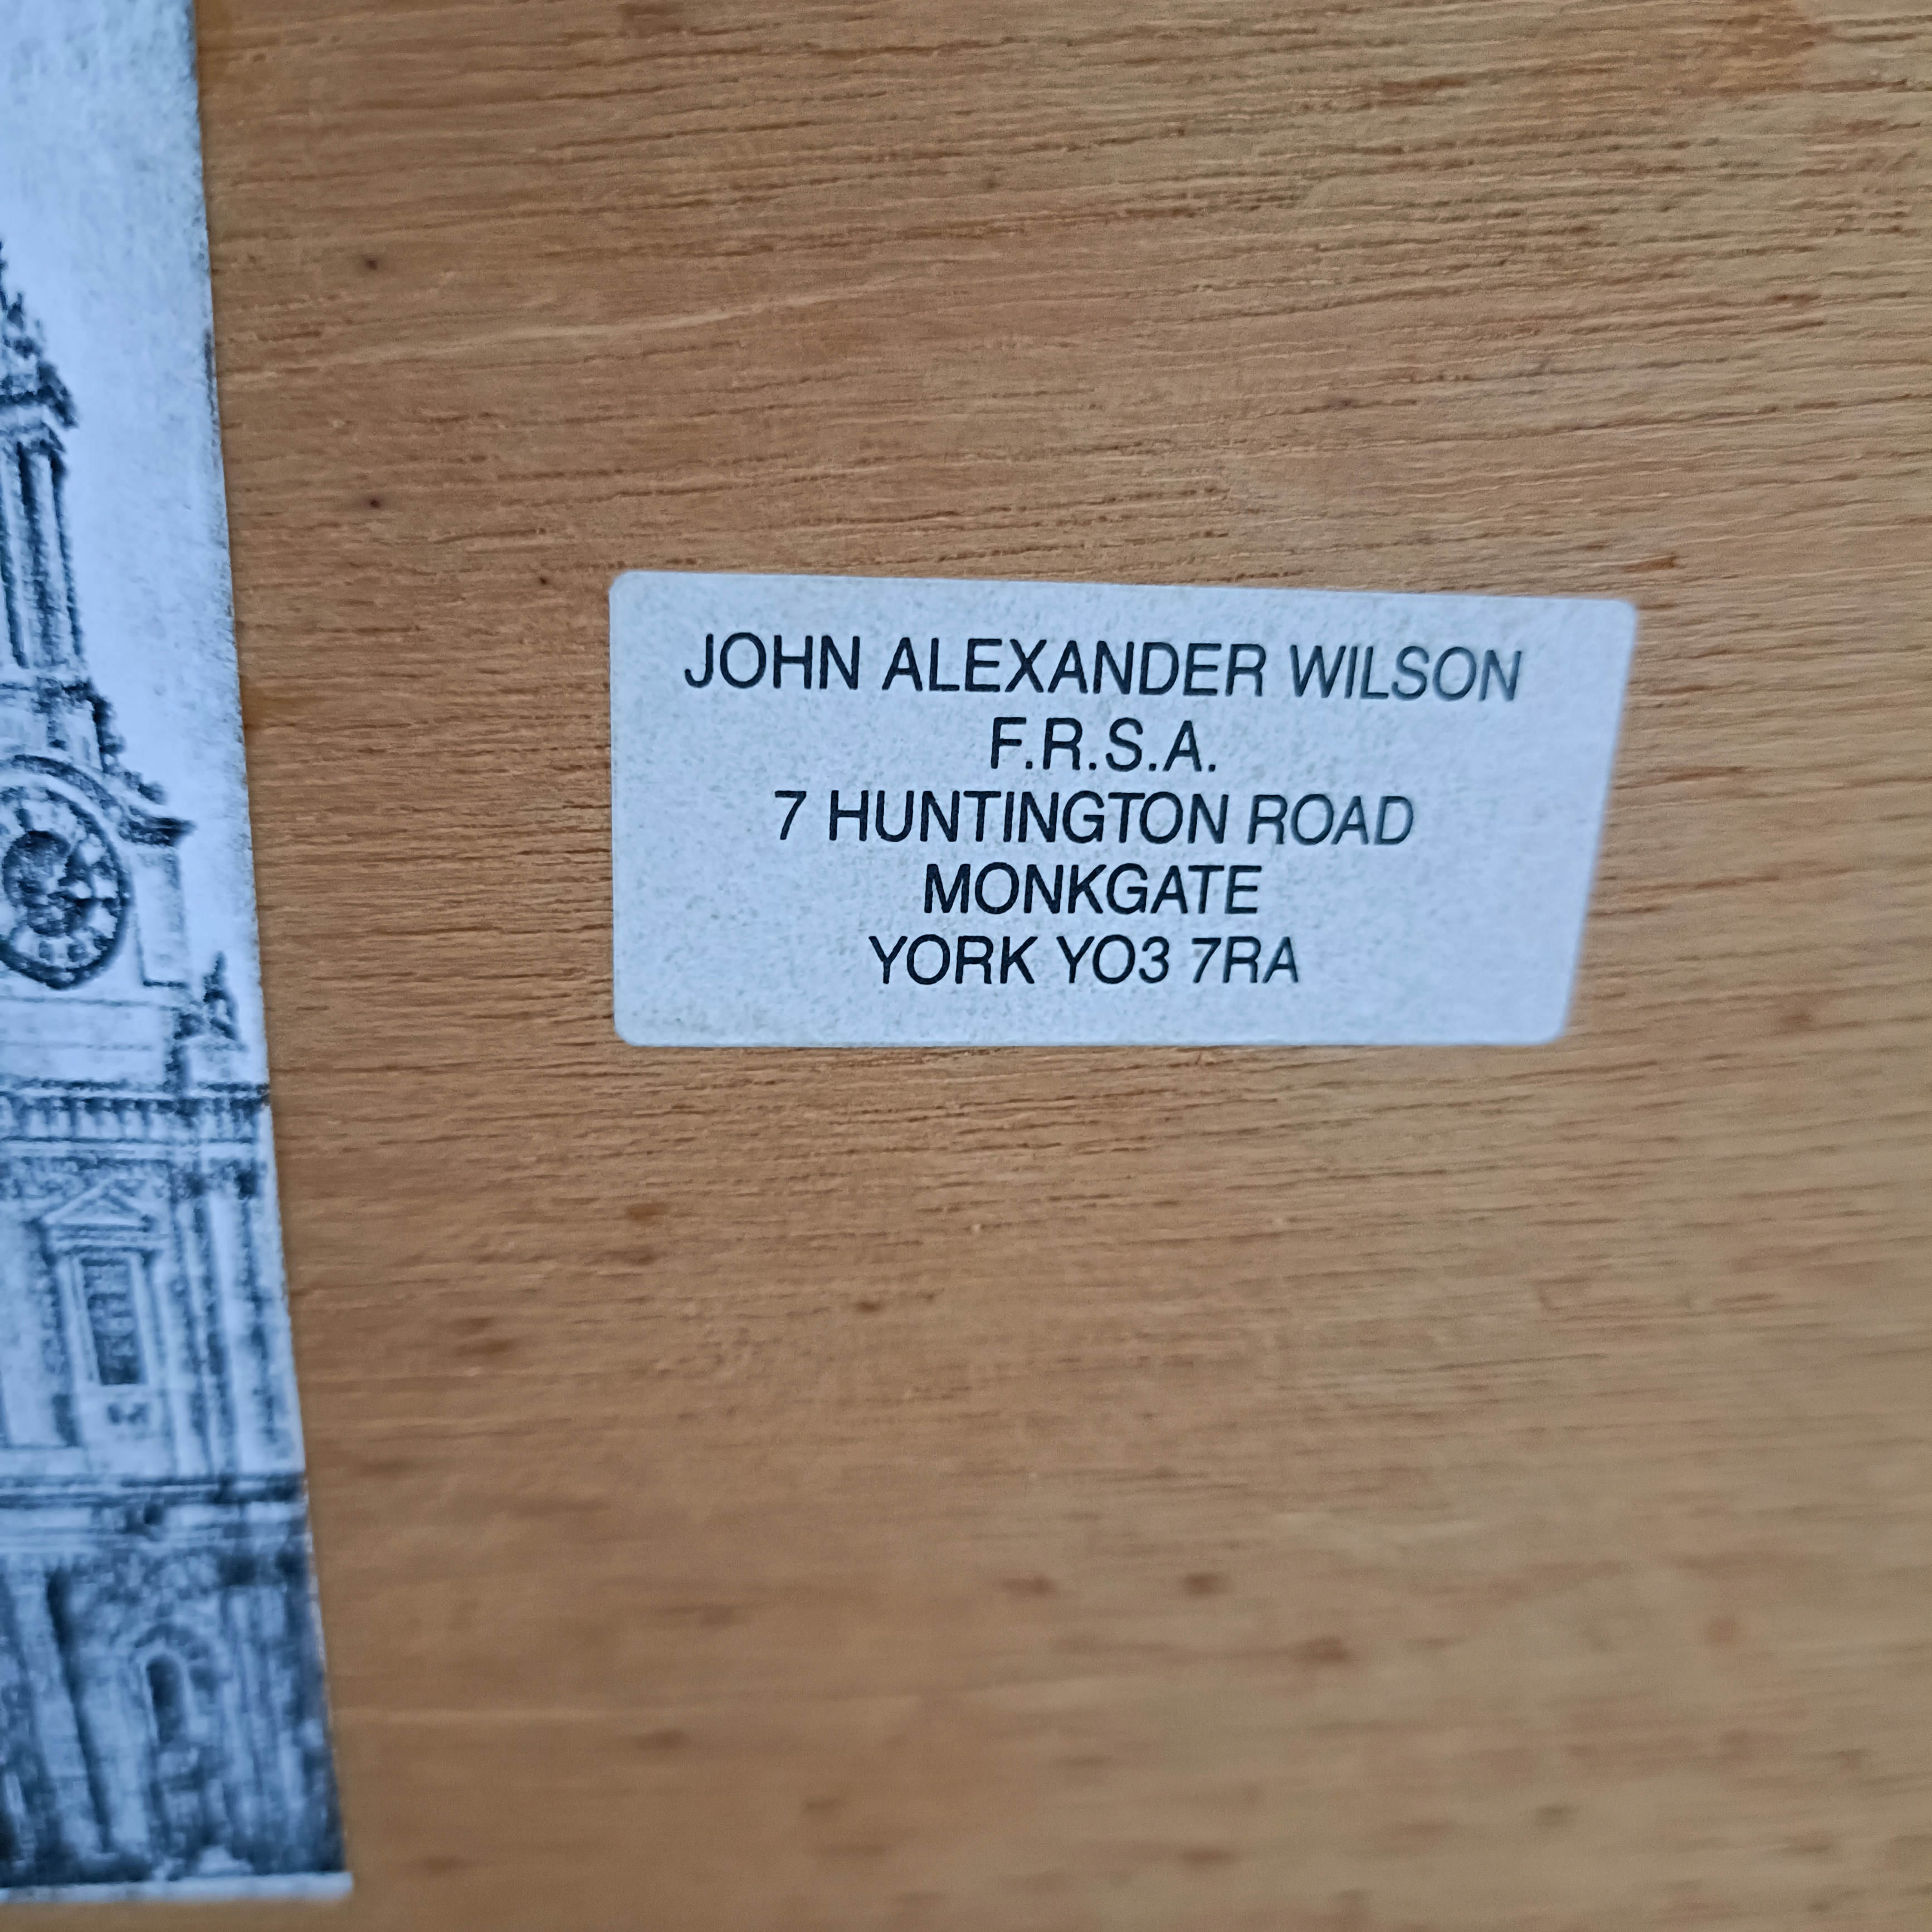 JOHN ALEXANDER WILSON
F.R.S.A.
7 HUNTINGTON ROAD
MONKGATE
YORK YO3 7RA